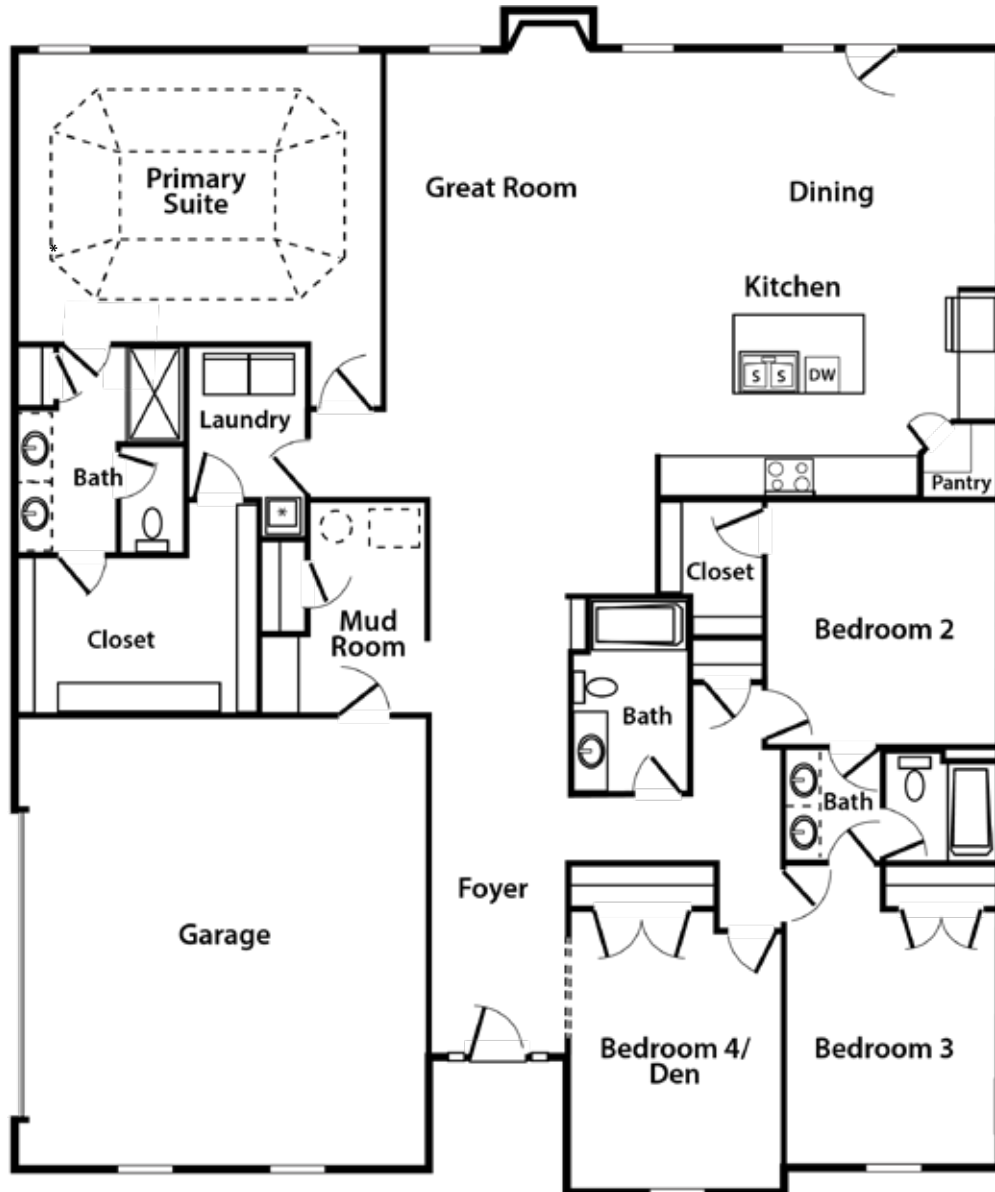 Primary
Suite
*
Great Room
Dining
Kitchen
S S DW
Laundry
Bath
Pantry
*
Closet
Mud
Room
Closet
Bedroom 2
Bath
Bath
Foyer
Garage
Bedroom 4/
Den
Bedroom 3